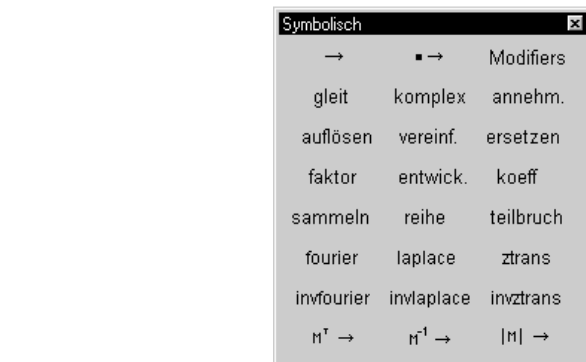 Symbolisch
→ ▪→ Modifiers
gleit komplex annehm.
auflösen vereinf. ersetzen
faktor entwick. koeff
sammeln reihe teilbruch
fourier laplace ztrans
invfourier invlaplace invztrans
Mᵀ → M⁻¹ → |M| →